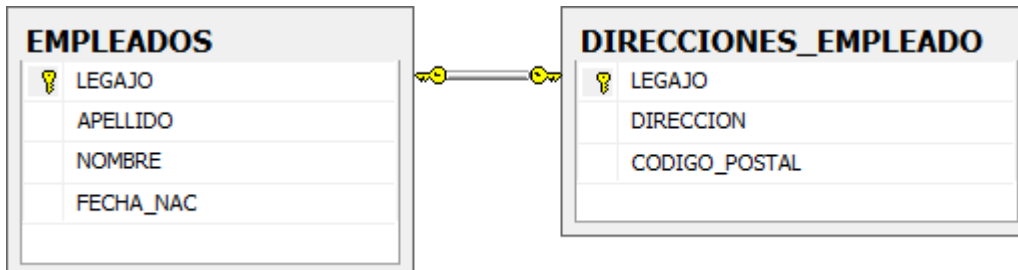 EMPLEADOS
LEGAJO
APELLIDO
NOMBRE
FECHA_NAC
DIRECCIONES_EMPLEADO
LEGAJO
DIRECCION
CODIGO_POSTAL